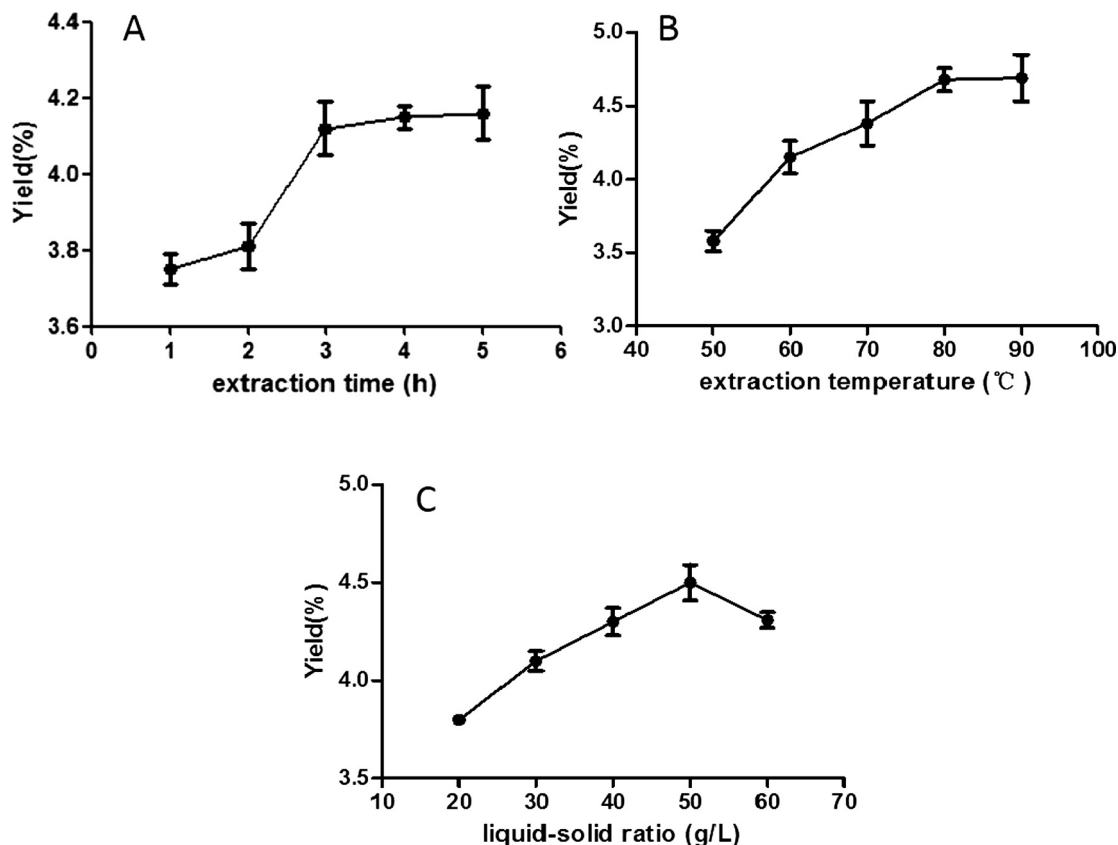 A
Yield(%)
4.4
4.2
4.0
3.8
3.6
0 1 2 3 4 5 6
extraction time (h)
B
Yield(%)
5.0
4.5
4.0
3.5
3.0
40 50 60 70 80 90 100
extraction temperature (℃)
C
Yield(%)
5.0
4.5
4.0
3.5
10 20 30 40 50 60 70
liquid-solid ratio (g/L)